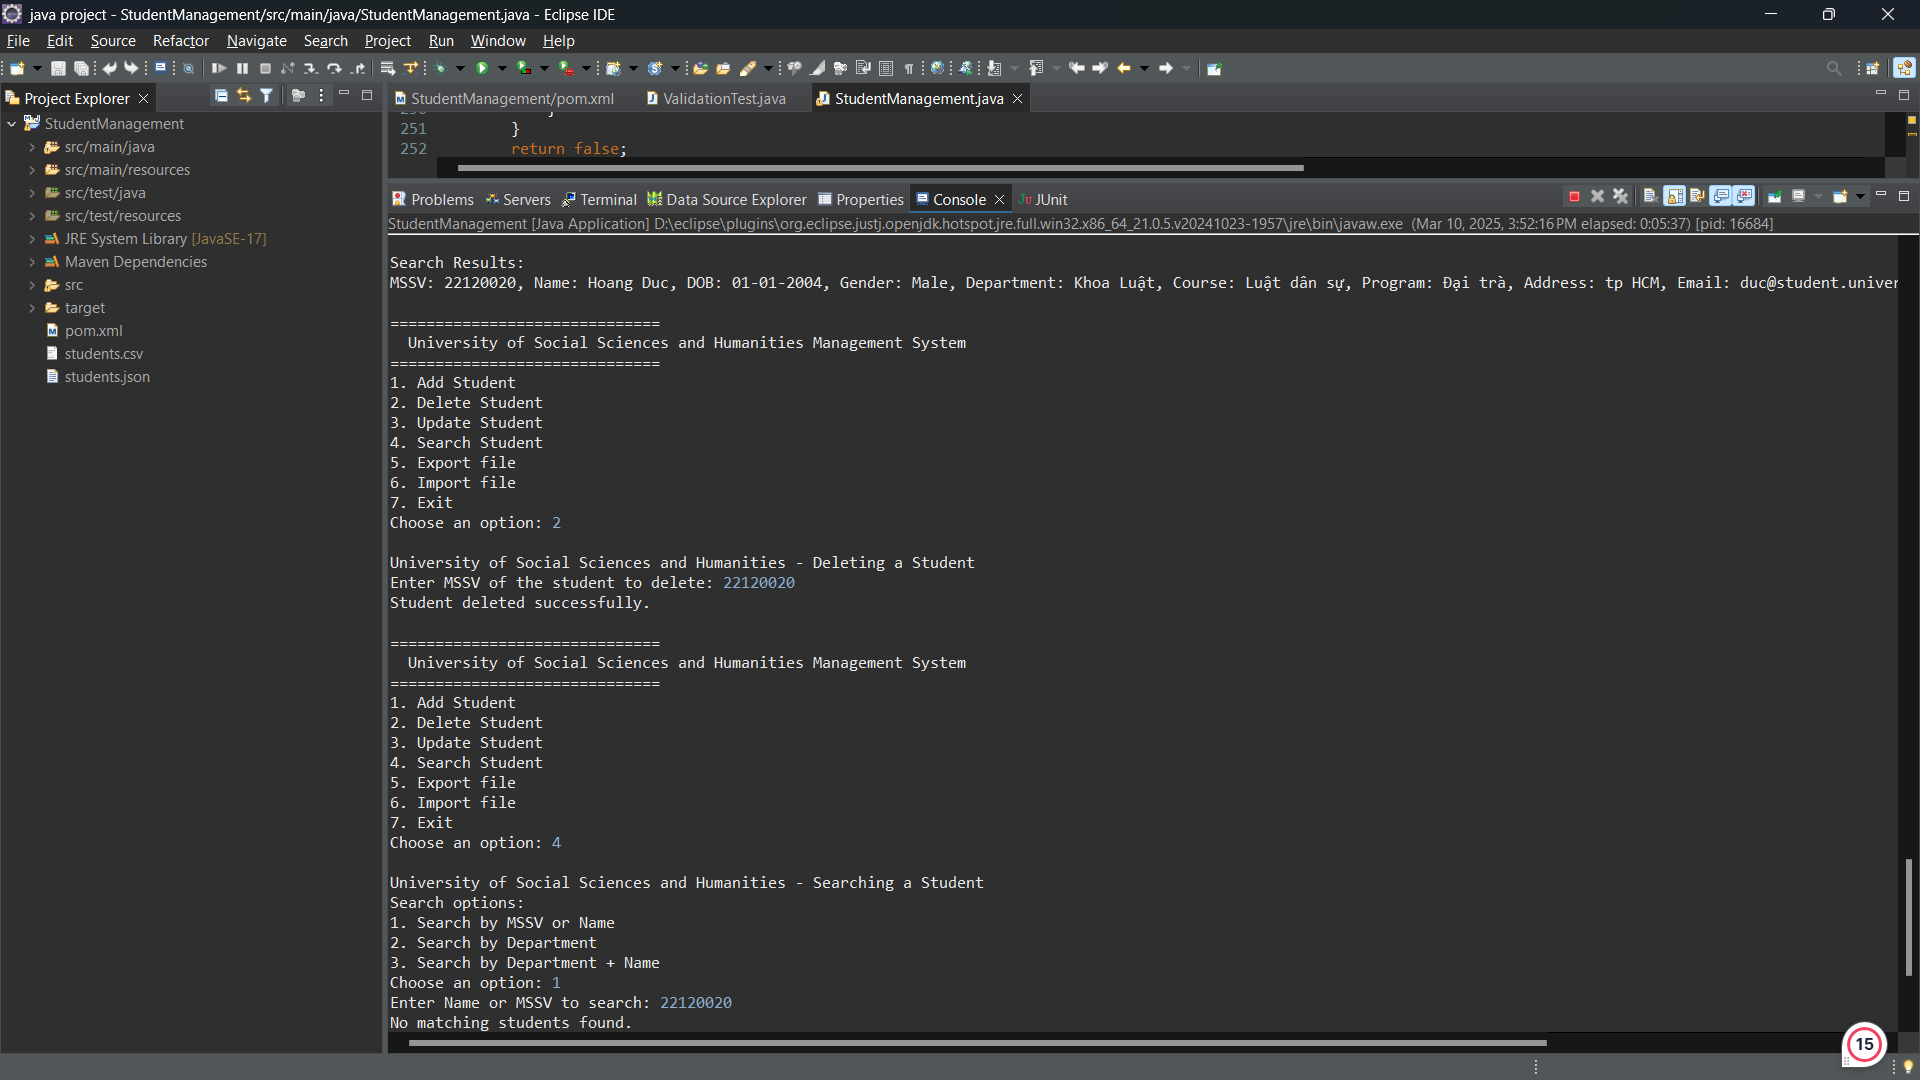 java project - StudentManagement/src/main/java/StudentManagement.java - Eclipse IDE
File Edit Source Refactor Navigate Search Project Run Window Help
Project Explorer
StudentManagement
src/main/java
src/main/resources
src/test/java
src/test/resources
JRE System Library [JavaSE-17]
Maven Dependencies
src
target
pom.xml
students.csv
students.json
StudentManagement/pom.xml ValidationTest.java StudentManagement.java
251 }
252 return false;
Problems Servers Terminal Data Source Explorer Properties Console JUnit
StudentManagement [Java Application] D:\eclipse\plugins\org.eclipse.justj.openjdk.hotspot.jre.full.win32.x86_64_21.0.5.v20241023-1957\jre\bin\javaw.exe (Mar 10, 2025, 3:52:16 PM elapsed: 0:05:37) [pid: 16684]
Search Results:
MSSV: 22120020, Name: Hoang Duc, DOB: 01-01-2004, Gender: Male, Department: Khoa Luật, Course: Luật dân sự, Program: Đại trà, Address: tp HCM, Email: duc@student.univer
==============================
University of Social Sciences and Humanities Management System
==============================
1. Add Student
2. Delete Student
3. Update Student
4. Search Student
5. Export file
6. Import file
7. Exit
Choose an option: 2
University of Social Sciences and Humanities - Deleting a Student
Enter MSSV of the student to delete: 22120020
Student deleted successfully.
==============================
University of Social Sciences and Humanities Management System
==============================
1. Add Student
2. Delete Student
3. Update Student
4. Search Student
5. Export file
6. Import file
7. Exit
Choose an option: 4
University of Social Sciences and Humanities - Searching a Student
Search options:
1. Search by MSSV or Name
2. Search by Department
3. Search by Department + Name
Choose an option: 1
Enter Name or MSSV to search: 22120020
No matching students found.
15